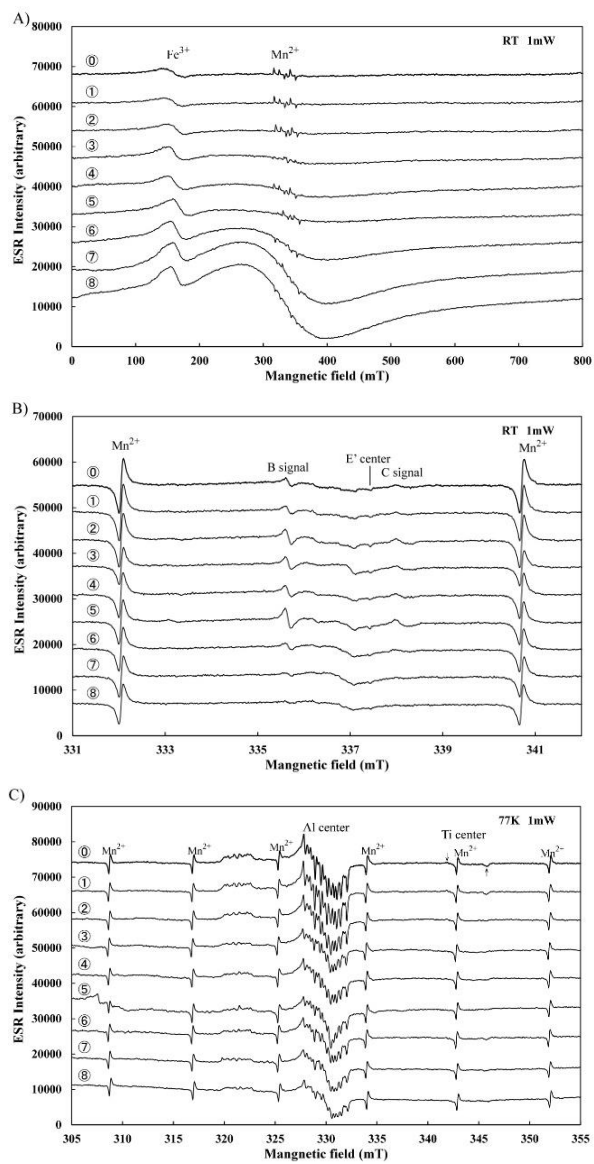 A)
80000
70000
60000
50000
40000
30000
20000
10000
0
ESR Intensity (arbitrary)
Fe³⁺
Mn²⁺
RT 1mW
⓪
①
②
③
④
⑤
⑥
⑦
⑧
0 100 200 300 400 500 600 700 800
Mangnetic field (mT)
B)
70000
60000
50000
40000
30000
20000
10000
0
ESR Intensity (arbitrary)
Mn²⁺
B signal
E' center
C signal
Mn²⁺
RT 1mW
⓪
①
②
③
④
⑤
⑥
⑦
⑧
331 333 335 337 339 341
Mangnetic field (mT)
C)
90000
80000
70000
60000
50000
40000
30000
20000
10000
0
ESR Intensity (arbitrary)
77K 1mW
Al center
Ti center
Mn²⁺ Mn²⁺ Mn²⁺ Mn²⁺ Mn²⁺ Mn²⁺
⓪
①
②
③
④
⑤
⑥
⑦
⑧
305 310 315 320 325 330 335 340 345 350 355
Mangnetic field (mT)